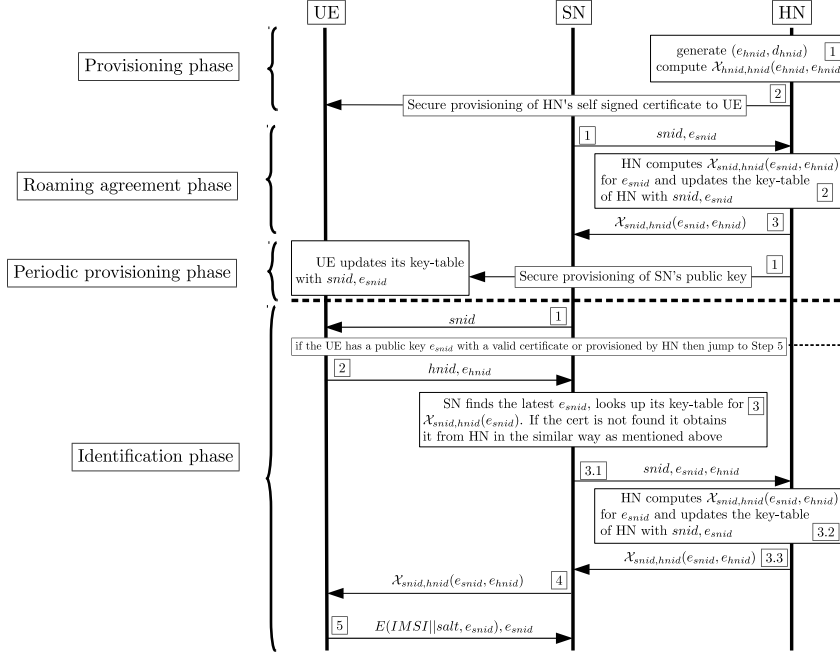 UE
SN
HN
Provisioning phase
generate (e_hnid, d_hnid)
1
compute 𝒳_hnid,hnid(e_hnid, e_hnid
2
Secure provisioning of HN's self signed certificate to UE
Roaming agreement phase
1
snid, e_snid
HN computes 𝒳_snid,hnid(e_snid, e_hnid)
for e_snid and updates the key-table
of HN with snid, e_snid
2
𝒳_snid,hnid(e_snid, e_hnid)
3
Periodic provisioning phase
UE updates its key-table
with snid, e_snid
1
Secure provisioning of SN's public key
Identification phase
snid
1
if the UE has a public key e_snid with a valid certificate or provisioned by HN then jump to Step 5
2
hnid, e_hnid
SN finds the latest e_snid, looks up its key-table for
3
𝒳_snid,hnid(e_snid). If the cert is not found it obtains
it from HN in the similar way as mentioned above
3.1
snid, e_snid, e_hnid
HN computes 𝒳_snid,hnid(e_snid, e_hnid)
for e_snid and updates the key-table
of HN with snid, e_snid
3.2
𝒳_snid,hnid(e_snid, e_hnid)
3.3
𝒳_snid,hnid(e_snid, e_hnid)
4
5
E(IMSI||salt, e_snid), e_snid